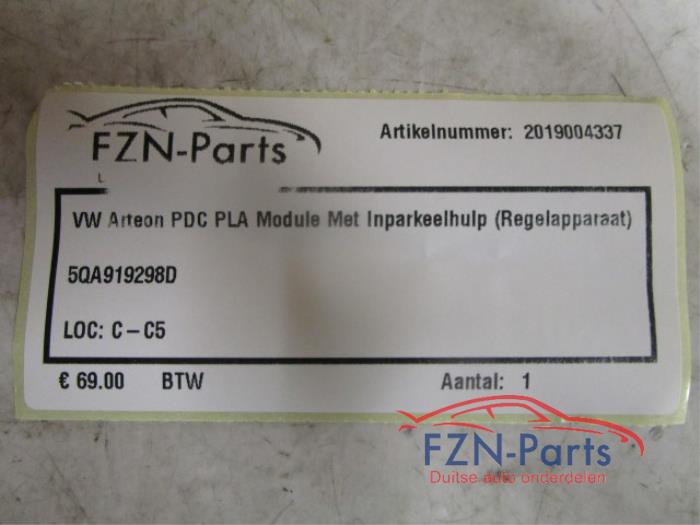 FZN-Parts
Artikelnummer: 2019004337
VW Arteon PDC PLA Module Met Inparkeelhulp (Regelapparaat)
5QA919298D
LOC: C-C5
€ 69.00 BTW Aantal: 1
FZN-Parts
Duitse auto onderdelen